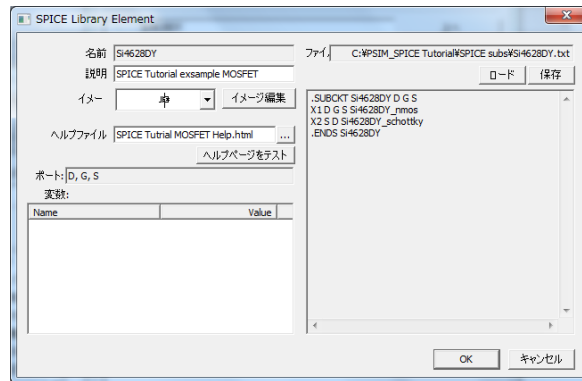 SPICE Library Element
名前 Si4628DY
説明 SPICE Tutorial exsample MOSFET
イメー イメージ編集
ヘルプファイル SPICE Tutrial MOSFET Help.html ...
ヘルプページをテスト
ポート: D, G, S
変数:
Name Value
ファイ C:¥PSIM_SPICE Tutorial¥SPICE subs¥Si4628DY.txt
ロード 保存
.SUBCKT Si4628DY D G S
X1 D G S Si4628DY_nmos
X2 S D Si4628DY_schottky
.ENDS Si4628DY
OK キャンセル